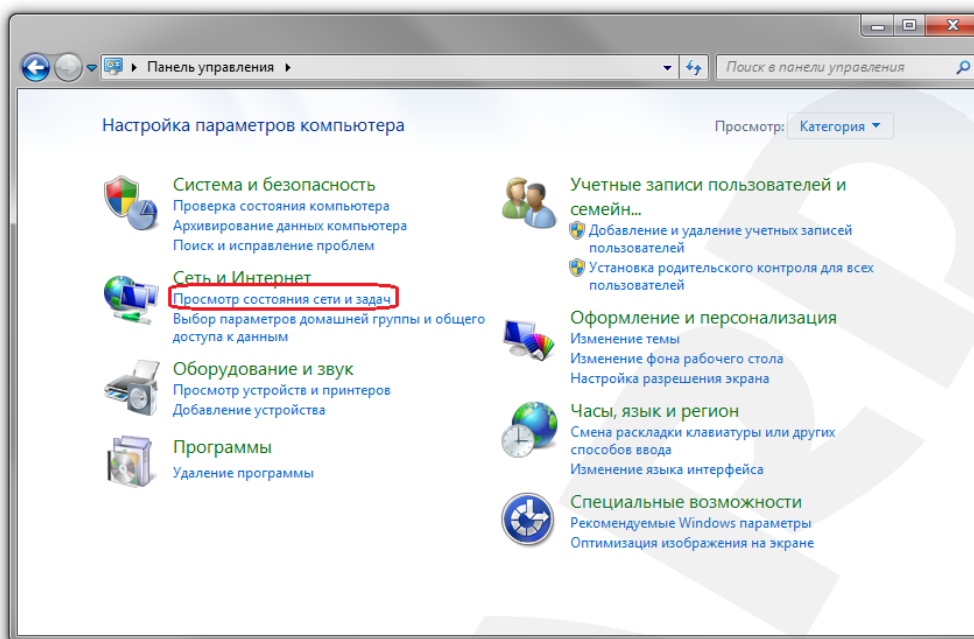 Панель управления
Поиск в панели управления
Настройка параметров компьютера
Просмотр: Категория
Система и безопасность
Проверка состояния компьютера
Архивирование данных компьютера
Поиск и исправление проблем
Сеть и Интернет
Просмотр состояния сети и задач
Выбор параметров домашней группы и общего
доступа к данным
Оборудование и звук
Просмотр устройств и принтеров
Добавление устройства
Программы
Удаление программы
Учетные записи пользователей и
семейн...
Добавление и удаление учетных записей
пользователей
Установка родительского контроля для всех
пользователей
Оформление и персонализация
Изменение темы
Изменение фона рабочего стола
Настройка разрешения экрана
Часы, язык и регион
Смена раскладки клавиатуры или других
способов ввода
Изменение языка интерфейса
Специальные возможности
Рекомендуемые Windows параметры
Оптимизация изображения на экране